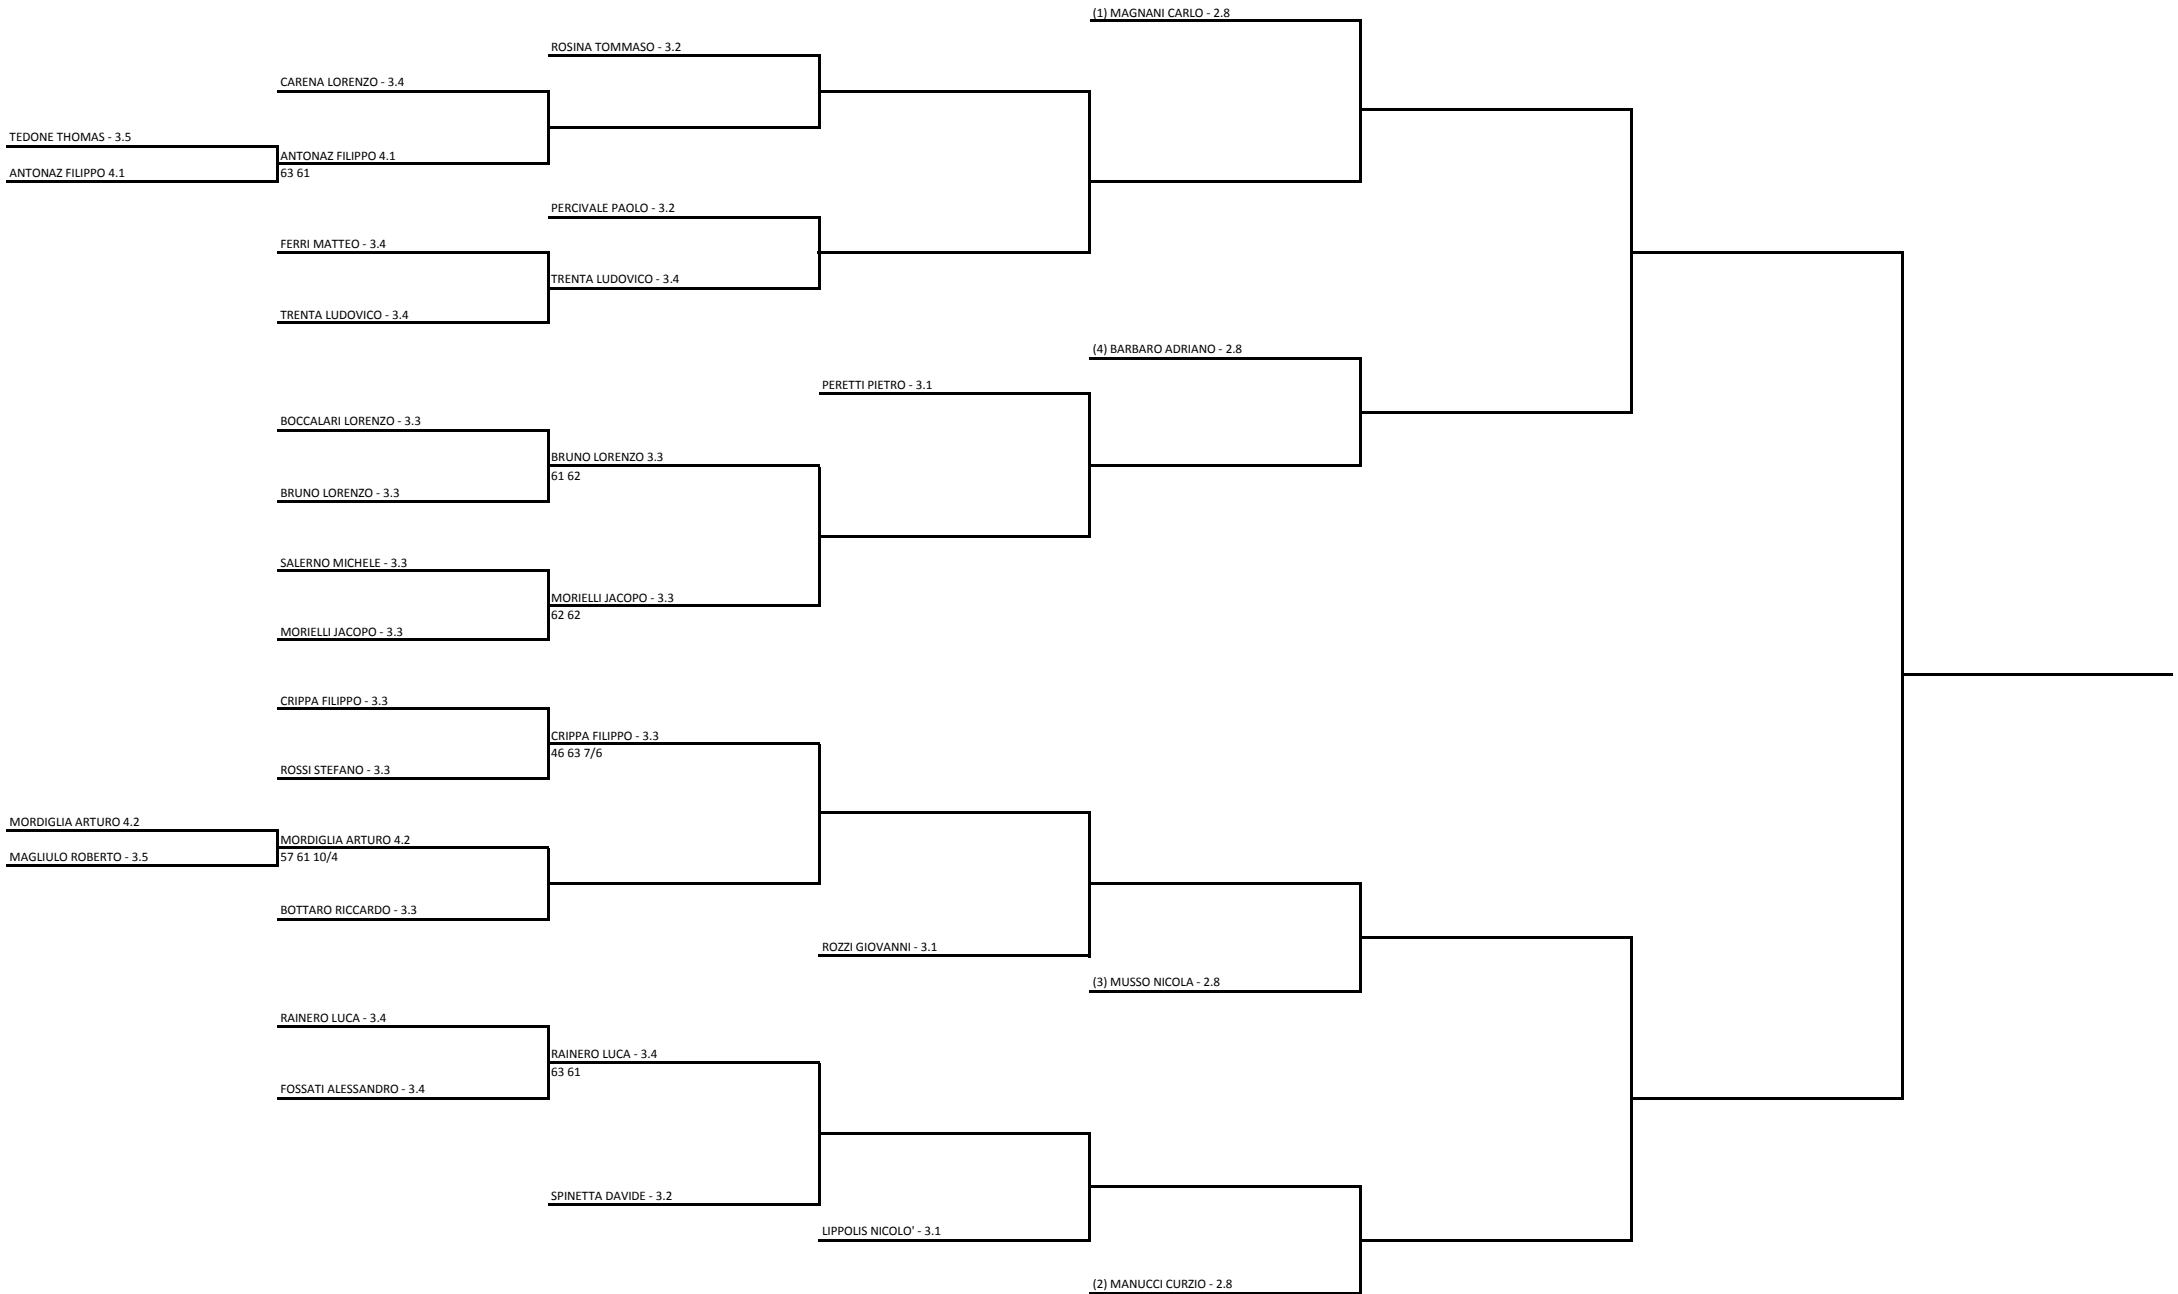 (1) MAGNANI CARLO - 2.8
ROSINA TOMMASO - 3.2
CARENA LORENZO - 3.4
TEDONE THOMAS - 3.5
ANTONAZ FILIPPO 4.1
ANTONAZ FILIPPO 4.1
63 61
PERCIVALE PAOLO - 3.2
FERRI MATTEO - 3.4
TRENTA LUDOVICO - 3.4
TRENTA LUDOVICO - 3.4
(4) BARBARO ADRIANO - 2.8
PERETTI PIETRO - 3.1
BOCCALARI LORENZO - 3.3
BRUNO LORENZO 3.3
61 62
BRUNO LORENZO - 3.3
SALERNO MICHELE - 3.3
MORIELLI JACOPO - 3.3
62 62
MORIELLI JACOPO - 3.3
CRIPPA FILIPPO - 3.3
CRIPPA FILIPPO - 3.3
46 63 7/6
ROSSI STEFANO - 3.3
MORDIGLIA ARTURO 4.2
MORDIGLIA ARTURO 4.2
MAGLIULO ROBERTO - 3.5
57 61 10/4
BOTTARO RICCARDO - 3.3
ROZZI GIOVANNI - 3.1
(3) MUSSO NICOLA - 2.8
RAINERO LUCA - 3.4
RAINERO LUCA - 3.4
63 61
FOSSATI ALESSANDRO - 3.4
SPINETTA DAVIDE - 3.2
LIPPOLIS NICOLO' - 3.1
(2) MANUCCI CURZIO - 2.8